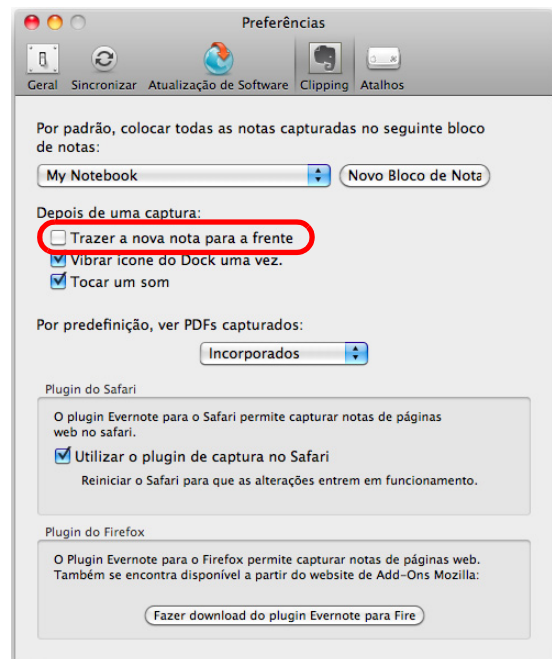 Preferências
Geral Sincronizar Atualização de Software Clipping Atalhos
Por padrão, colocar todas as notas capturadas no seguinte bloco
de notas:
My Notebook Novo Bloco de Nota
Depois de uma captura:
Trazer a nova nota para a frente
Vibrar ícone do Dock uma vez.
Tocar um som
Por predefinição, ver PDFs capturados:
Incorporados
Plugin do Safari
O plugin Evernote para o Safari permite capturar notas de páginas
web no safari.
Utilizar o plugin de captura no Safari
Reiniciar o Safari para que as alterações entrem em funcionamento.
Plugin do Firefox
O Plugin Evernote para o Firefox permite capturar notas de páginas web.
Também se encontra disponível a partir do website de Add-Ons Mozilla:
Fazer download do plugin Evernote para Fire